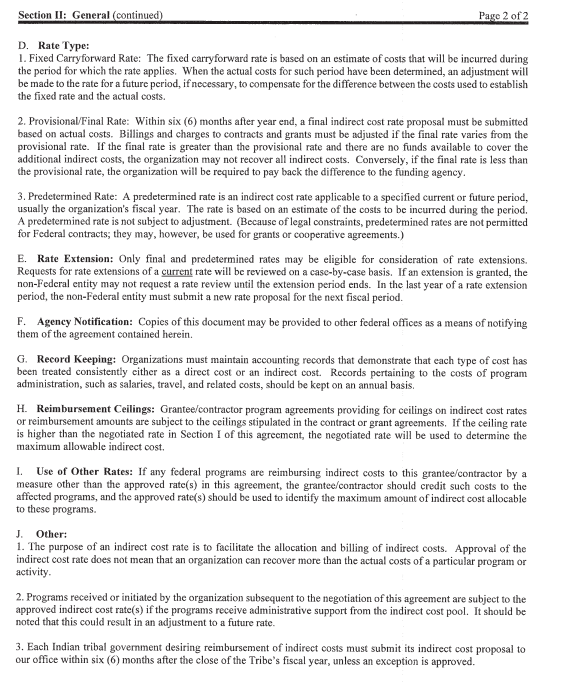 Section II: General (continued) Page 2 of 2
D. Rate Type:
1. Fixed Carryforward Rate: The fixed carryforward rate is based on an estimate of costs that will be incurred during
the period for which the rate applies. When the actual costs for such period have been determined, an adjustment will
be made to the rate for a future period, if necessary, to compensate for the difference between the costs used to establish
the fixed rate and the actual costs.
2. Provisional/Final Rate: Within six (6) months after year end, a final indirect cost rate proposal must be submitted
based on actual costs. Billings and charges to contracts and grants must be adjusted if the final rate varies from the
provisional rate. If the final rate is greater than the provisional rate and there are no funds available to cover the
additional indirect costs, the organization may not recover all indirect costs. Conversely, if the final rate is less than
the provisional rate, the organization will be required to pay back the difference to the funding agency.
3. Predetermined Rate: A predetermined rate is an indirect cost rate applicable to a specified current or future period,
usually the organization's fiscal year. The rate is based on an estimate of the costs to be incurred during the period.
A predetermined rate is not subject to adjustment. (Because of legal constraints, predetermined rates are not permitted
for Federal contracts; they may, however, be used for grants or cooperative agreements.)
E. Rate Extension: Only final and predetermined rates may be eligible for consideration of rate extensions.
Requests for rate extensions of a current rate will be reviewed on a case-by-case basis. If an extension is granted, the
non-Federal entity may not request a rate review until the extension period ends. In the last year of a rate extension
period, the non-Federal entity must submit a new rate proposal for the next fiscal period.
F. Agency Notification: Copies of this document may be provided to other federal offices as a means of notifying
them of the agreement contained herein.
G. Record Keeping: Organizations must maintain accounting records that demonstrate that each type of cost has
been treated consistently either as a direct cost or an indirect cost. Records pertaining to the costs of program
administration, such as salaries, travel, and related costs, should be kept on an annual basis.
H. Reimbursement Ceilings: Grantee/contractor program agreements providing for ceilings on indirect cost rates
or reimbursement amounts are subject to the ceilings stipulated in the contract or grant agreements. If the ceiling rate
is higher than the negotiated rate in Section I of this agreement, the negotiated rate will be used to determine the
maximum allowable indirect cost.
I. Use of Other Rates: If any federal programs are reimbursing indirect costs to this grantee/contractor by a
measure other than the approved rate(s) in this agreement, the grantee/contractor should credit such costs to the
affected programs, and the approved rate(s) should be used to identify the maximum amount of indirect cost allocable
to these programs.
J. Other:
1. The purpose of an indirect cost rate is to facilitate the allocation and billing of indirect costs. Approval of the
indirect cost rate does not mean that an organization can recover more than the actual costs of a particular program or
activity.
2. Programs received or initiated by the organization subsequent to the negotiation of this agreement are subject to the
approved indirect cost rate(s) if the programs receive administrative support from the indirect cost pool. It should be
noted that this could result in an adjustment to a future rate.
3. Each Indian tribal government desiring reimbursement of indirect costs must submit its indirect cost proposal to
our office within six (6) months after the close of the Tribe's fiscal year, unless an exception is approved.